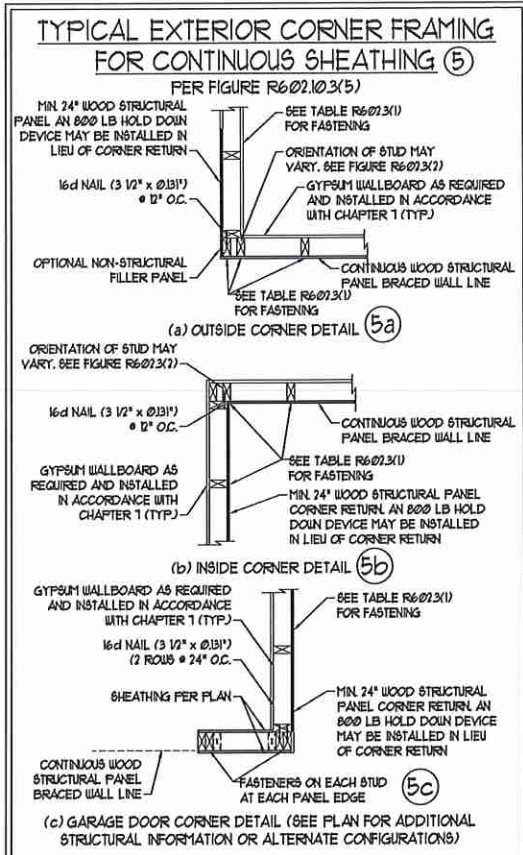 TYPICAL EXTERIOR CORNER FRAMING
FOR CONTINUOUS SHEATHING 5
PER FIGURE R602.10.3(5)
MIN. 24" WOOD STRUCTURAL
PANEL AN 800 LB HOLD DOWN
DEVICE MAY BE INSTALLED IN
LIEU OF CORNER RETURN
SEE TABLE R602.3(1)
FOR FASTENING
ORIENTATION OF STUD MAY
VARY. SEE FIGURE R602.3(2)
16d NAIL (3 1/2" x 0.131")
@ 12" O.C.
GYPSUM WALLBOARD AS REQUIRED
AND INSTALLED IN ACCORDANCE
WITH CHAPTER 7 (TYP.)
OPTIONAL NON-STRUCTURAL
FILLER PANEL
CONTINUOUS WOOD STRUCTURAL
PANEL BRACED WALL LINE
SEE TABLE R602.3(1)
FOR FASTENING
(a) OUTSIDE CORNER DETAIL 5a
ORIENTATION OF STUD MAY
VARY. SEE FIGURE R602.3(2)
16d NAIL (3 1/2" x 0.131")
@ 12" O.C.
CONTINUOUS WOOD STRUCTURAL
PANEL BRACED WALL LINE
GYPSUM WALLBOARD AS
REQUIRED AND INSTALLED
IN ACCORDANCE WITH
CHAPTER 7 (TYP.)
SEE TABLE R602.3(1)
FOR FASTENING
MIN. 24" WOOD STRUCTURAL PANEL
CORNER RETURN. AN 800 LB HOLD
DOWN DEVICE MAY BE INSTALLED
IN LIEU OF CORNER RETURN
(b) INSIDE CORNER DETAIL 5b
GYPSUM WALLBOARD AS REQUIRED
AND INSTALLED IN ACCORDANCE
WITH CHAPTER 7 (TYP.)
SEE TABLE R602.3(1)
FOR FASTENING
16d NAIL (3 1/2" x 0.131")
(2 ROWS @ 24" O.C.
SHEATHING PER PLAN
MIN. 24" WOOD STRUCTURAL
PANEL CORNER RETURN. AN
800 LB HOLD DOWN DEVICE
MAY BE INSTALLED IN LIEU
OF CORNER RETURN
CONTINUOUS WOOD
STRUCTURAL PANEL
BRACED WALL LINE
FASTENERS ON EACH STUD
AT EACH PANEL EDGE
5c
(c) GARAGE DOOR CORNER DETAIL (SEE PLAN FOR ADDITIONAL
STRUCTURAL INFORMATION OR ALTERNATE CONFIGURATIONS)